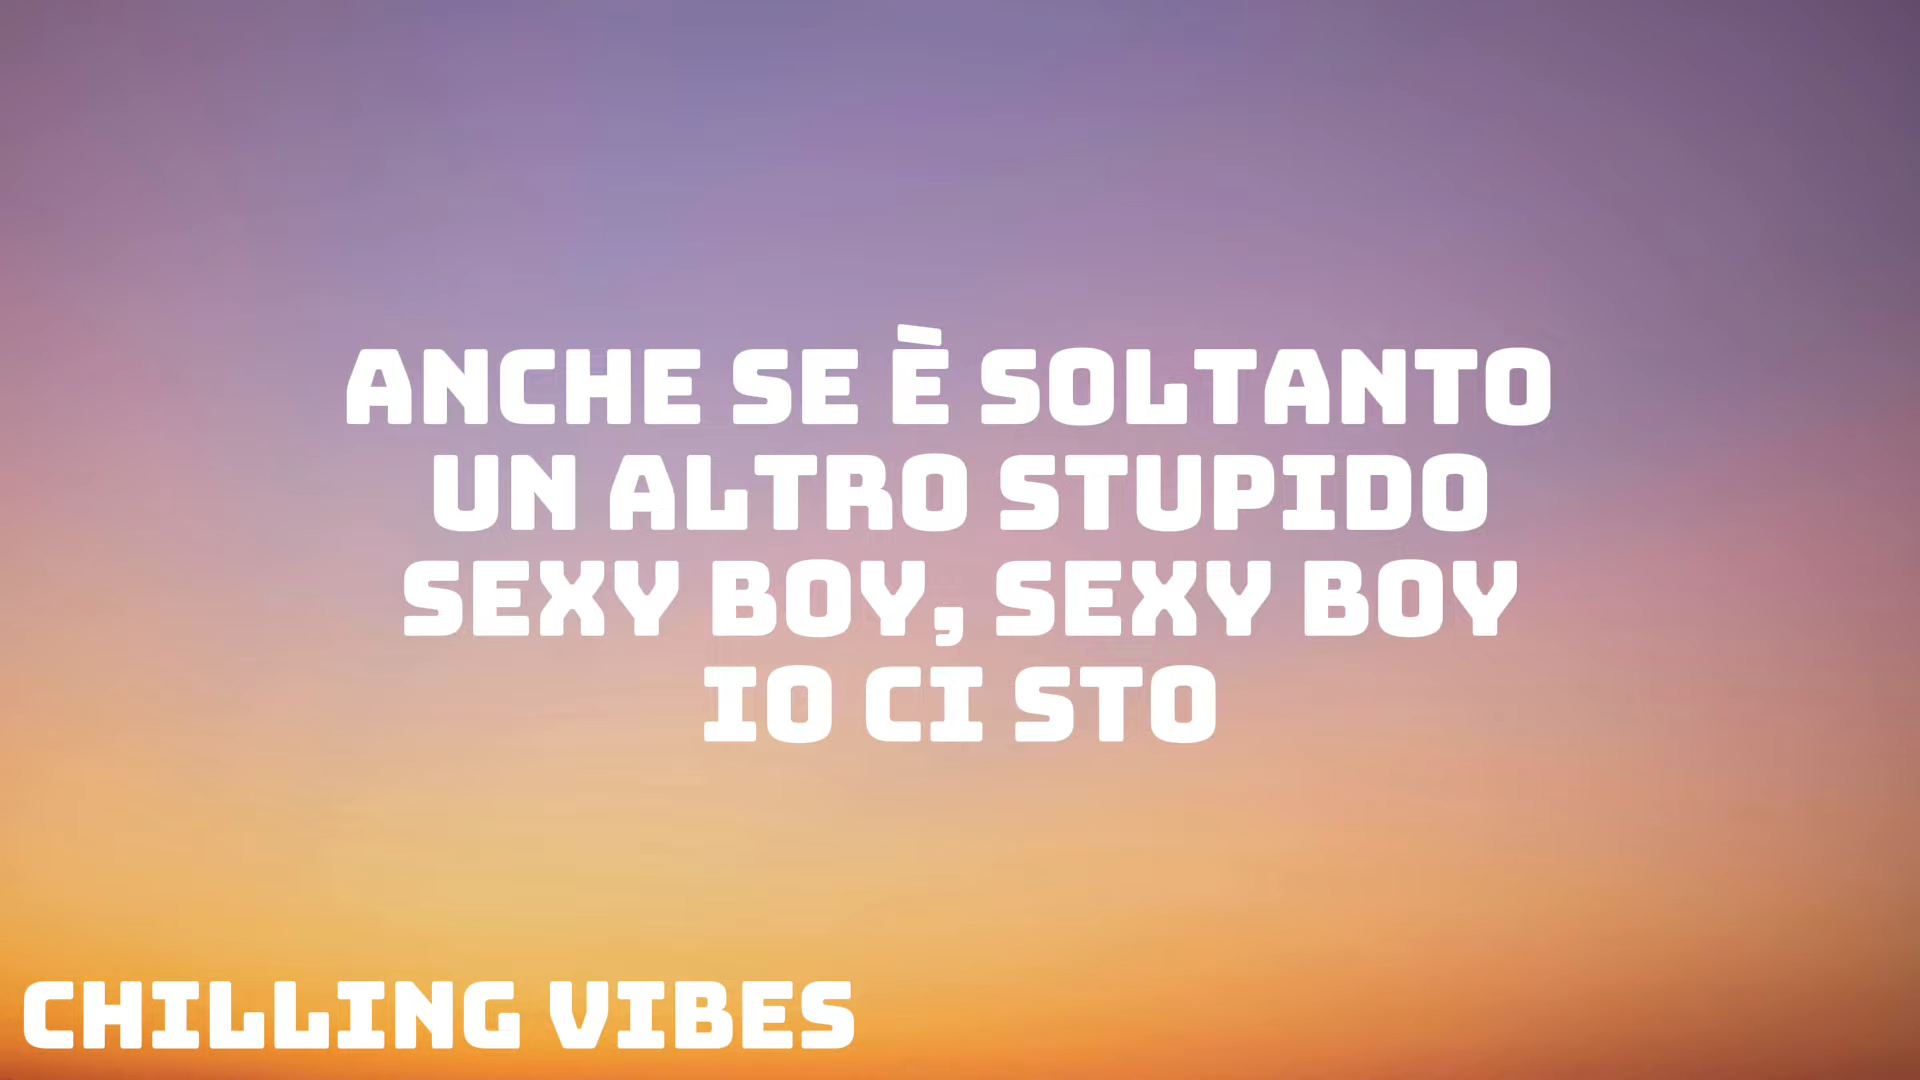 ANCHE SE È SOLTANTO
UN ALTRO STUPIDO
SEXY BOY, SEXY BOY
IO CI STO
CHILLING VIBES